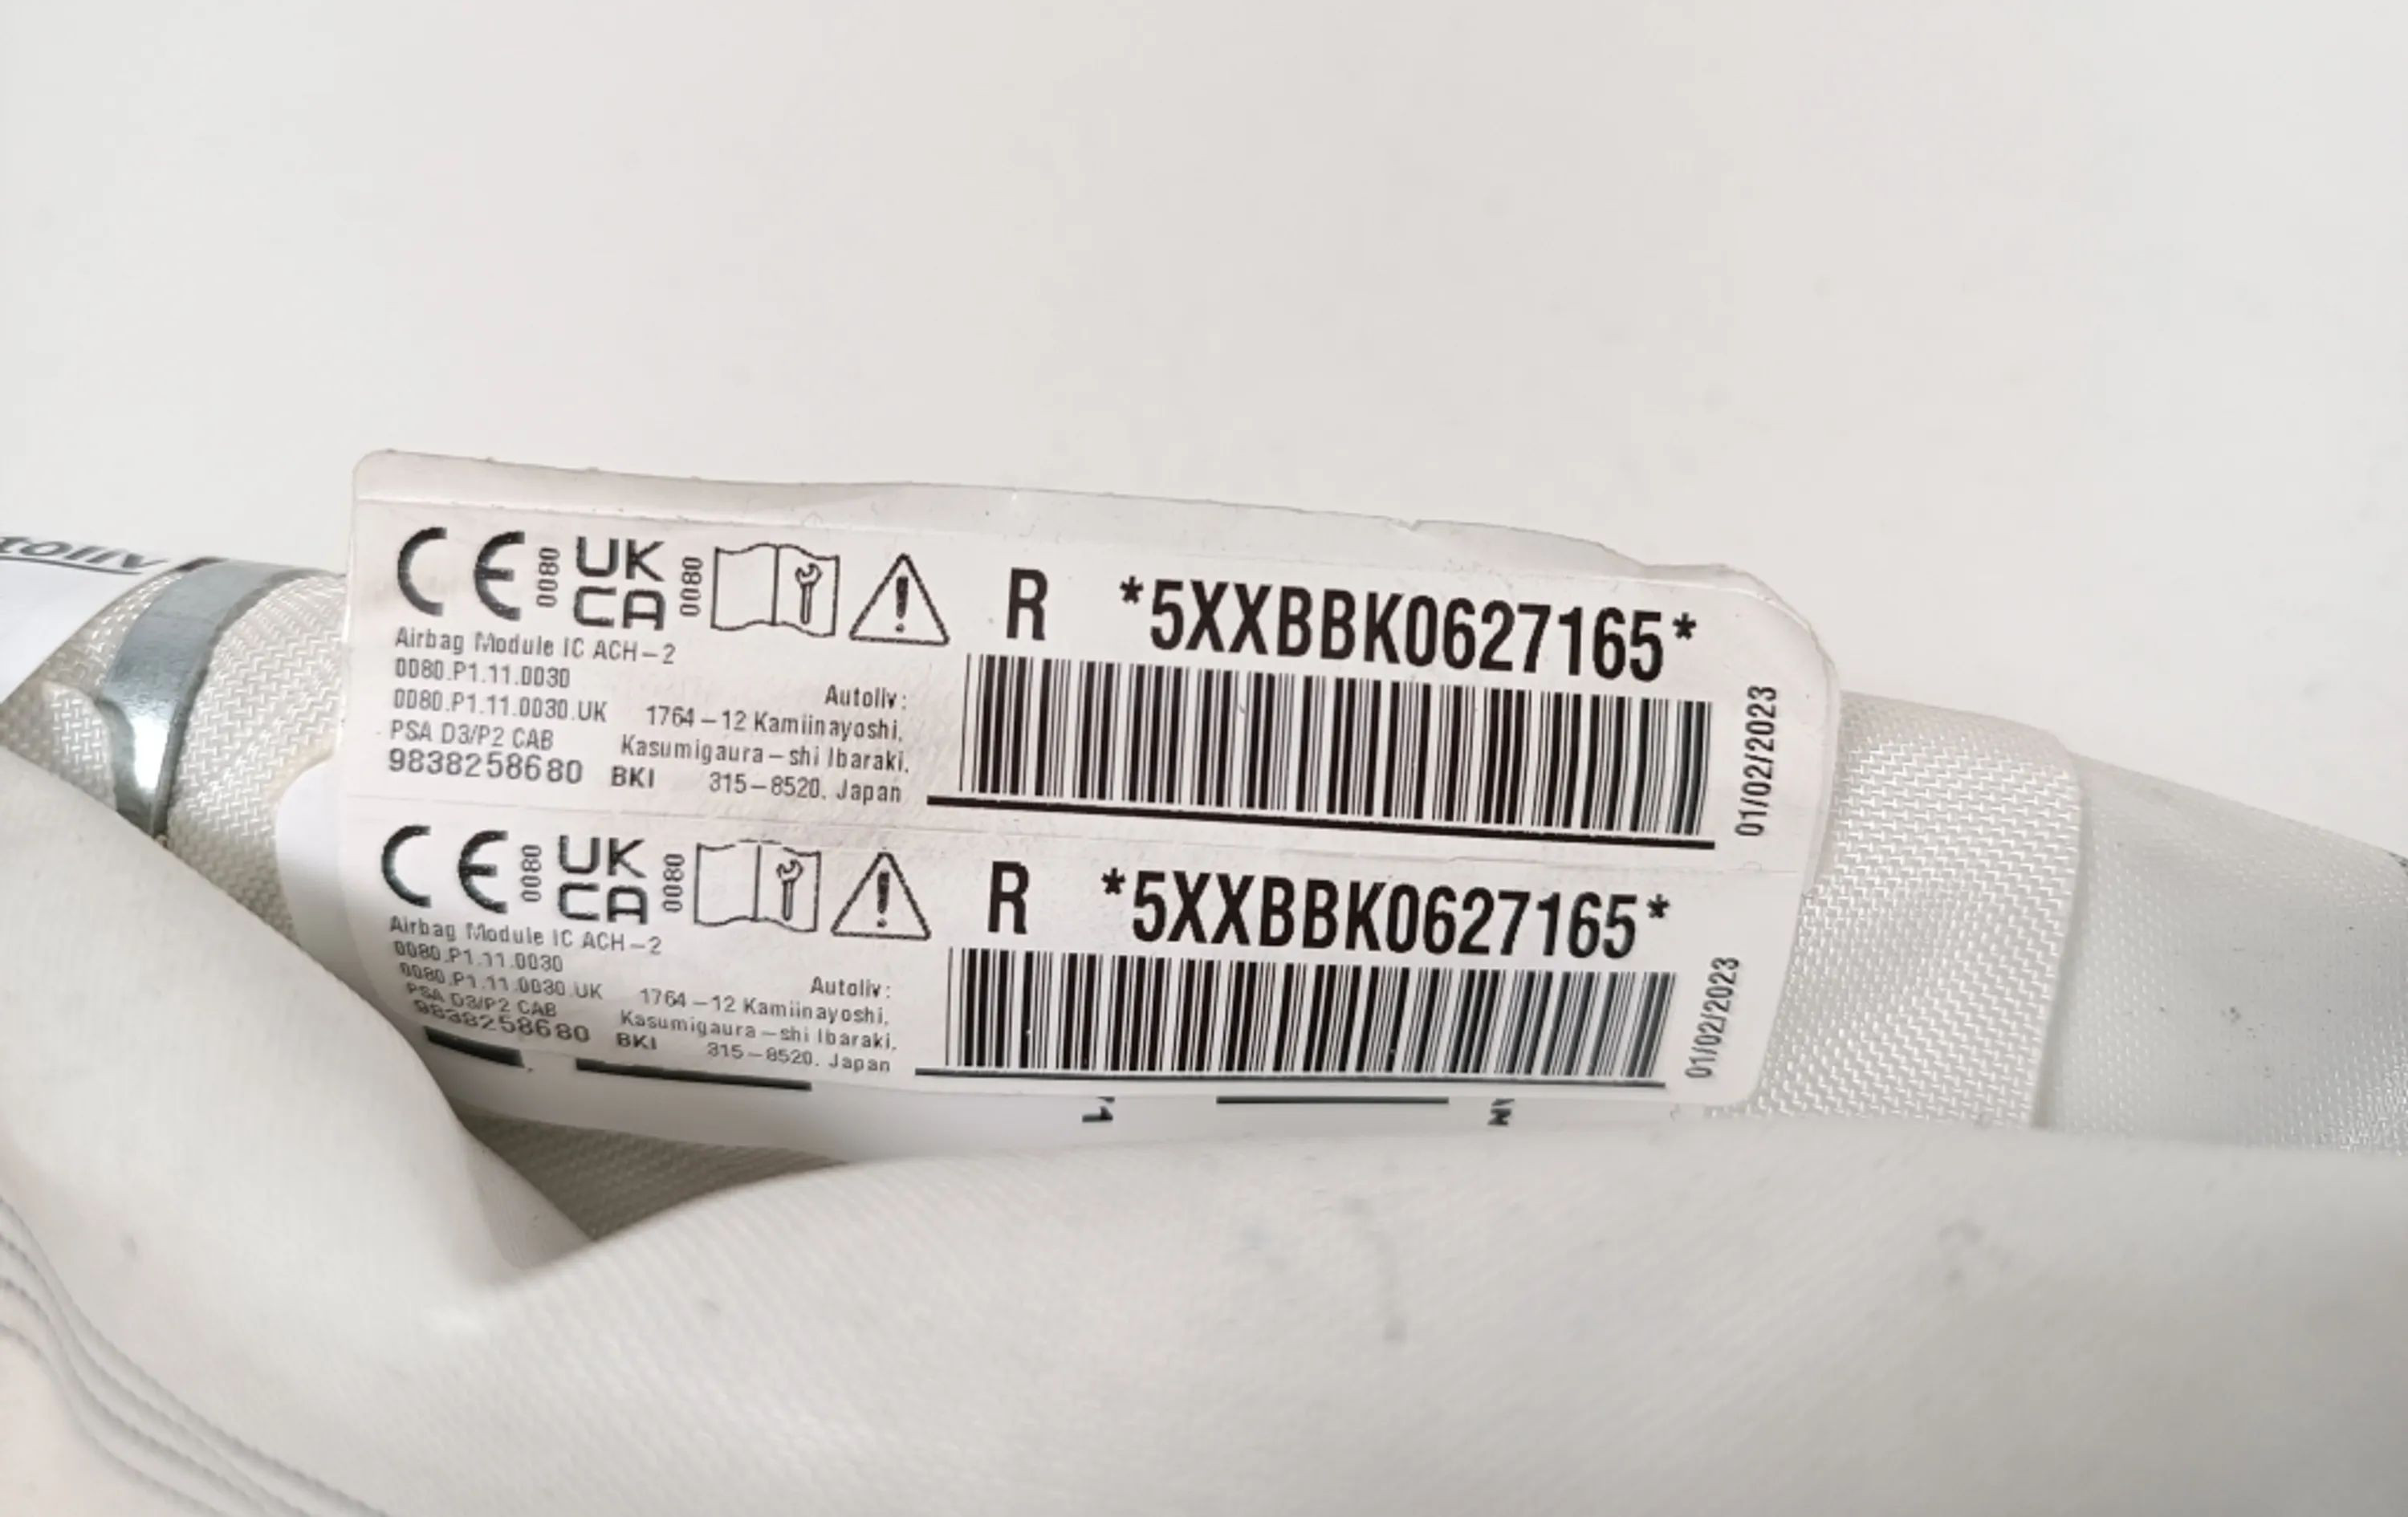 CE 0080 UK CA 0080 R *5XXBBK0627165*
Airbag Module IC ACH-2
0080.P1.11.0030
0080.P1.11.0030.UK
PSA D3/P2 CAB
9838258680 BKI
Autoliv:
1764-12 Kamiinayoshi,
Kasumigaura-shi Ibaraki,
315-8520, Japan
01/02/2023
CE 0080 UK CA 0080 R *5XXBBK0627165*
Airbag Module IC ACH-2
0080.P1.11.0030
0080.P1.11.0030.UK
PSA D3/P2 CAB
9838258680 BKI
Autoliv:
1764-12 Kamiinayoshi,
Kasumigaura-shi Ibaraki,
315-8520, Japan
01/02/2023